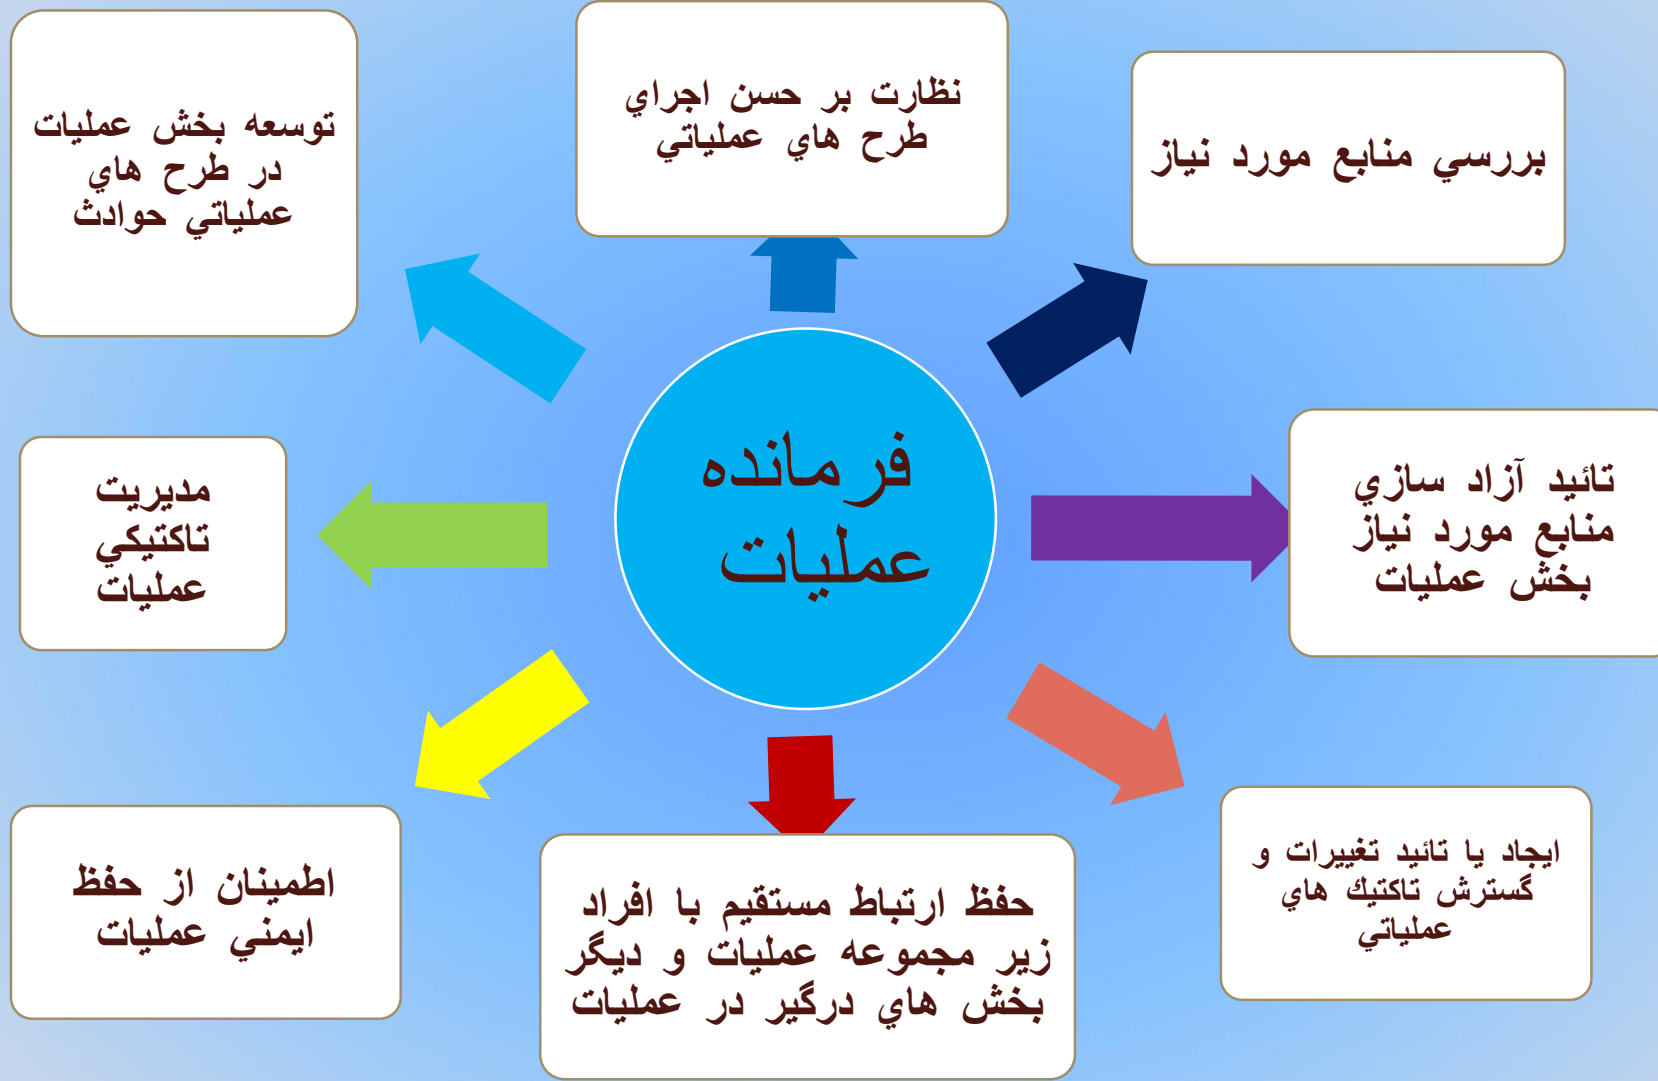 نظارت بر حسن اجراي
طرح هاي عملياتي
بررسي منابع مورد نياز
توسعه بخش عمليات
در طرح هاي
عملياتي حوادث
فرمانده
عمليات
تائيد آزاد سازي
منابع مورد نياز
بخش عمليات
مديريت
تاكتيكي
عمليات
ايجاد يا تائيد تغييرات و
گسترش تاكتيك هاي
عملياتي
حفظ ارتباط مستقيم با افراد
زير مجموعه عمليات و ديگر
بخش هاي درگير در عمليات
اطمينان از حفظ
ايمني عمليات